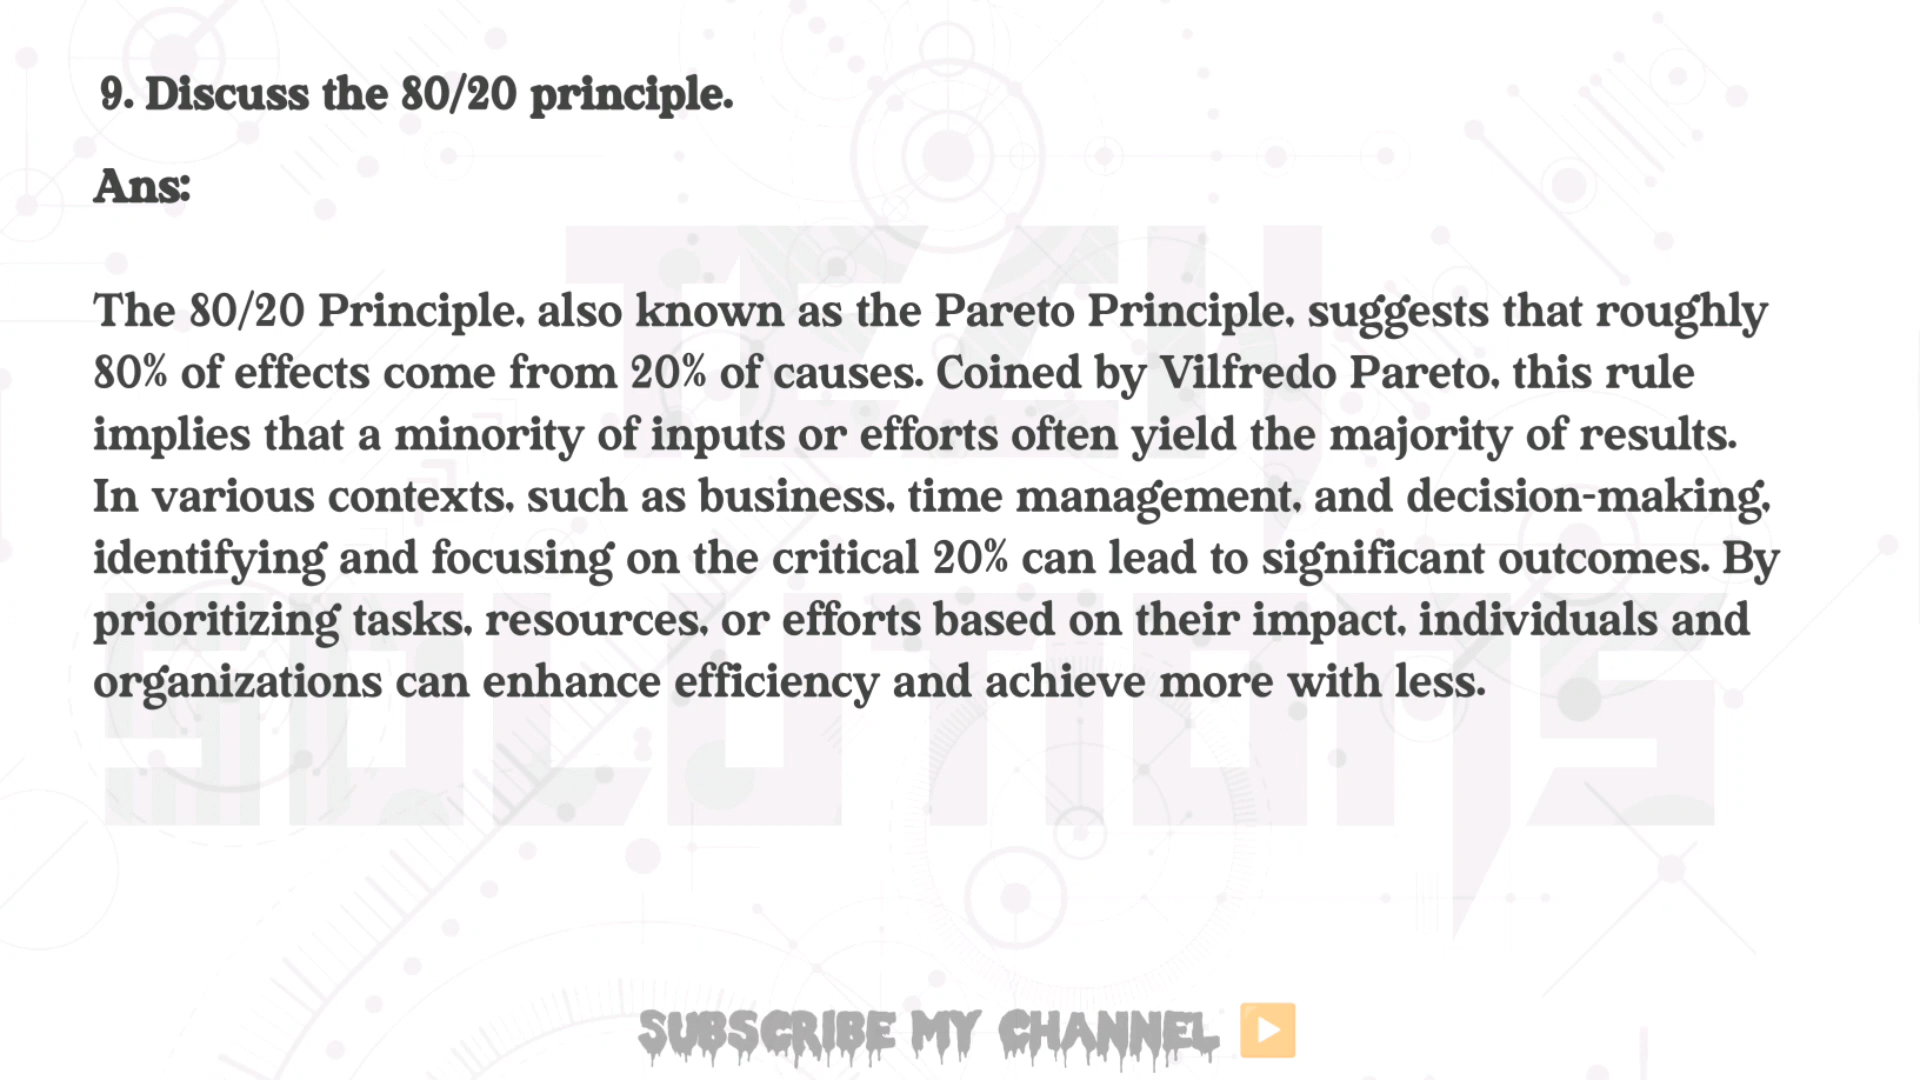 9. Discuss the 80/20 principle.
Ans:
The 80/20 Principle, also known as the Pareto Principle, suggests that roughly
80% of effects come from 20% of causes. Coined by Vilfredo Pareto, this rule
implies that a minority of inputs or efforts often yield the majority of results.
In various contexts, such as business, time management, and decision-making,
identifying and focusing on the critical 20% can lead to significant outcomes. By
prioritizing tasks, resources, or efforts based on their impact, individuals and
organizations can enhance efficiency and achieve more with less.
TECH
SOLUTIONS
SUBSCRIBE MY CHANNEL